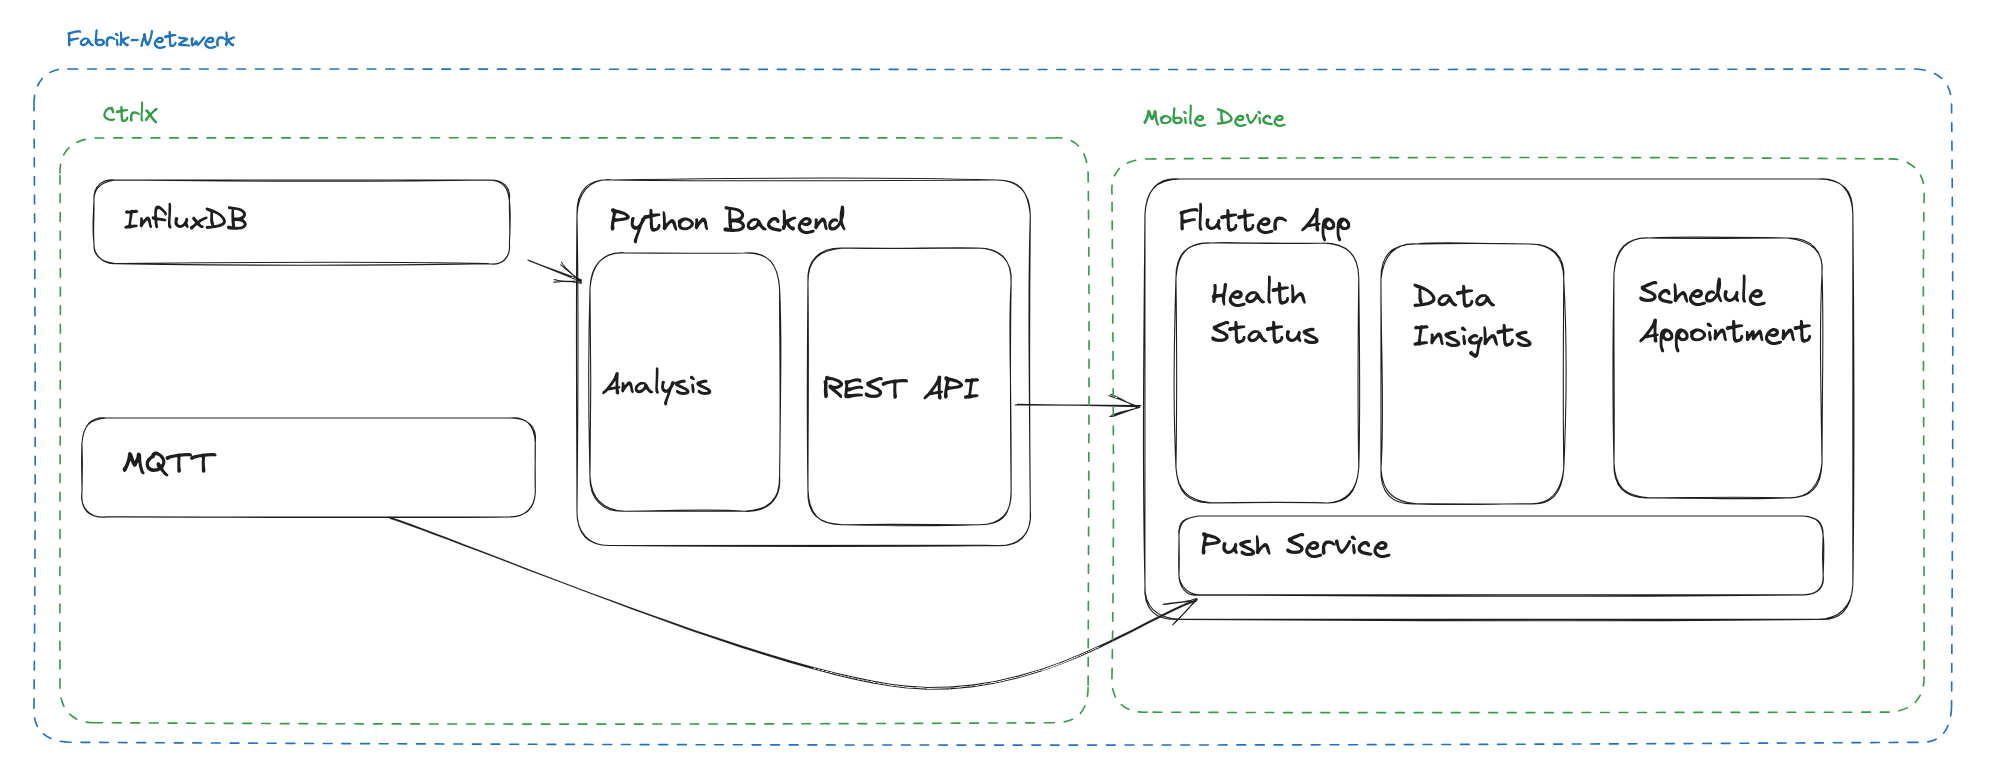 Fabrik-Netzwerk
Ctrlx
Mobile Device
InfluxDB
Python Backend
Analysis
REST API
MQTT
Flutter App
Health
Status
Data
Insights
Schedule
Appointment
Push Service